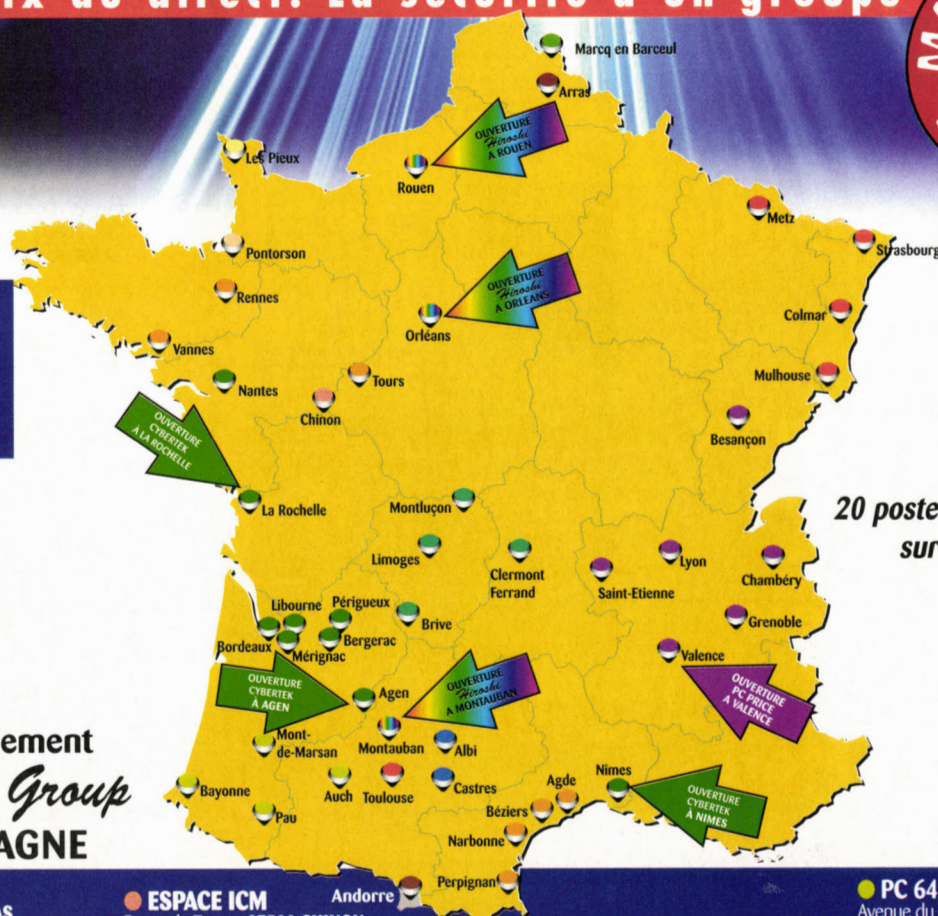 La sécurité d'un groupe
Marcq en Barceul
Arras
OUVERTURE
Hiroshi
A ROUEN
Les Pieux
Rouen
Metz
Strasbourg
Pontorson
OUVERTURE
Hiroshi
A ORLEANS
Rennes
Orléans
Colmar
Vannes
Nantes
Tours
Mulhouse
Chinon
Besançon
OUVERTURE
CYBERTEK
À LA ROCHELLE
La Rochelle
Montluçon
20 poste
sur
Limoges
Clermont
Ferrand
Saint-Etienne
Lyon
Chambéry
Libourne
Périgueux
Brive
Grenoble
Bordeaux
Mérignac
Bergerac
Valence
OUVERTURE
CYBERTEK
À AGEN
Agen
OUVERTURE
Hiroshi
A MONTAUBAN
OUVERTURE
PC PRICE
A VALENCE
Mont-
de-Marsan
Montauban
Albi
ement
Group
AGNE
Bayonne
Auch
Toulouse
Castres
Agde
Nimes
OUVERTURE
CYBERTEK
À NIMES
Pau
Béziers
Narbonne
Andorre
Perpignan
ESPACE ICM
PC 64
Avenue du